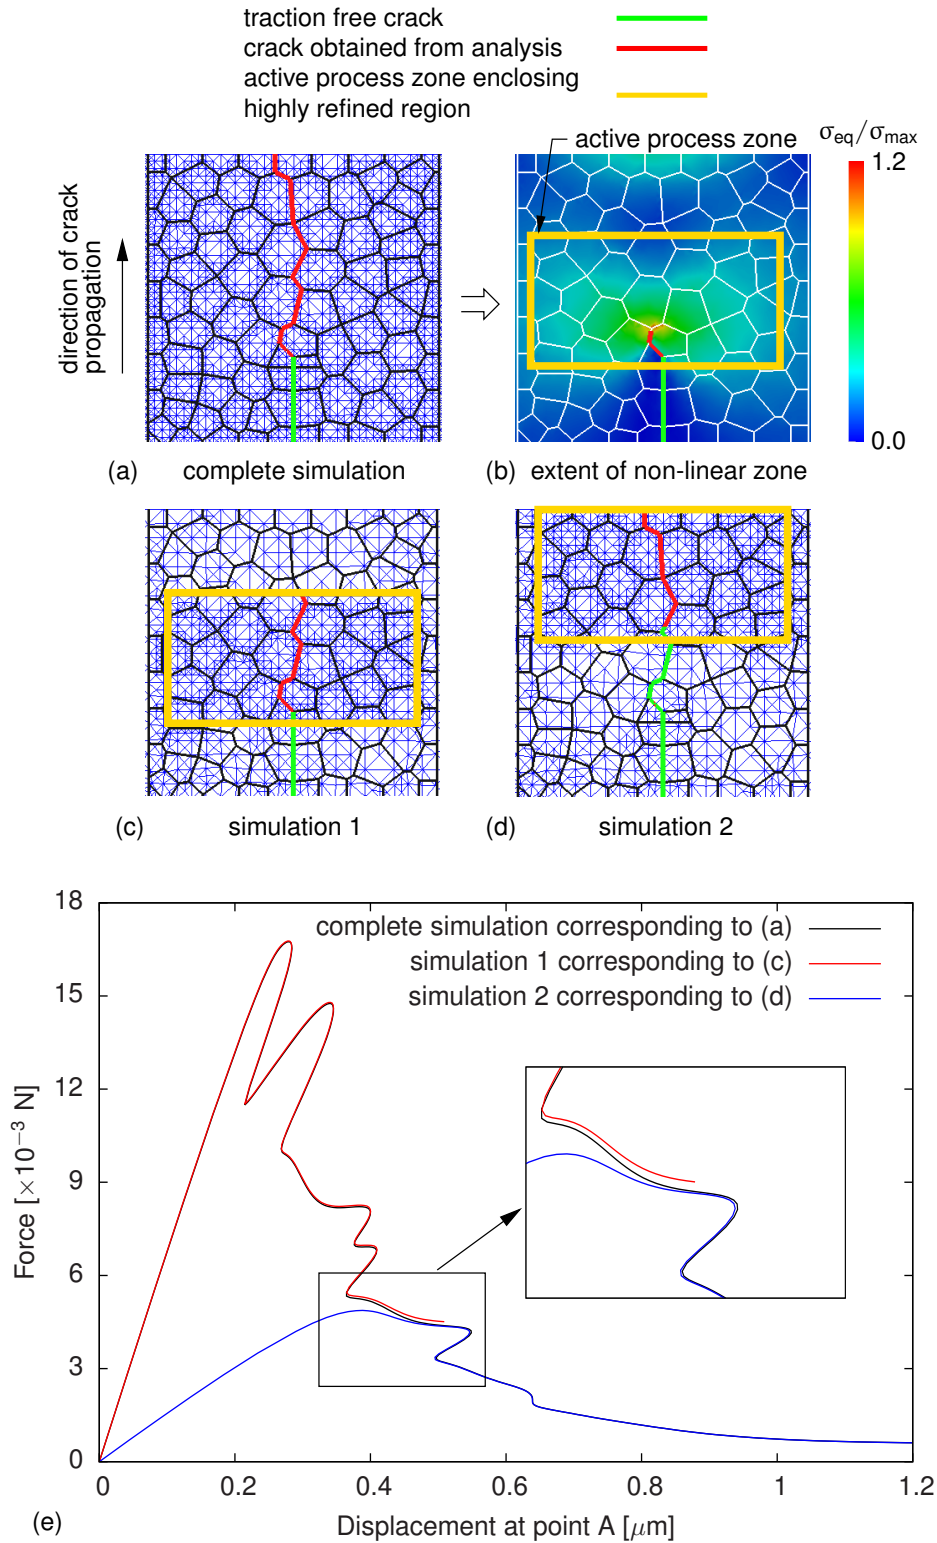 traction free crack
crack obtained from analysis
active process zone enclosing
highly refined region
σeq/σmax
active process zone
1.2
0.0
direction of crack
propagation
(a) complete simulation
(b) extent of non-linear zone
(c) simulation 1
(d) simulation 2
18
15
12
9
6
3
0
Force [×10⁻³ N]
complete simulation corresponding to (a)
simulation 1 corresponding to (c)
simulation 2 corresponding to (d)
0 0.2 0.4 0.6 0.8 1 1.2
(e) Displacement at point A [μm]